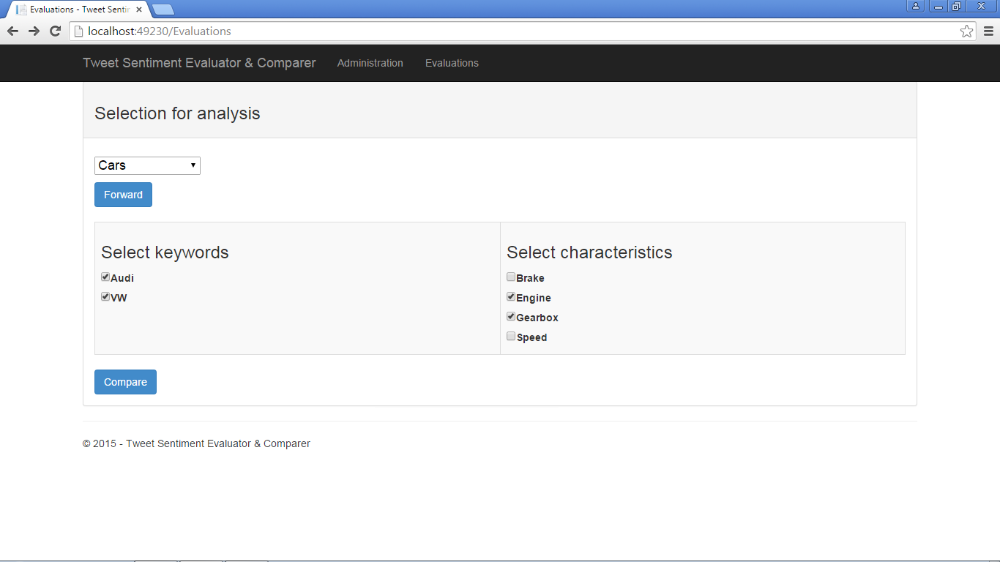 Evaluations - Tweet Senti
localhost:49230/Evaluations
Tweet Sentiment Evaluator & Comparer Administration Evaluations
Selection for analysis
Cars
Forward
Select keywords
Audi
VW
Select characteristics
Brake
Engine
Gearbox
Speed
Compare
© 2015 - Tweet Sentiment Evaluator & Comparer